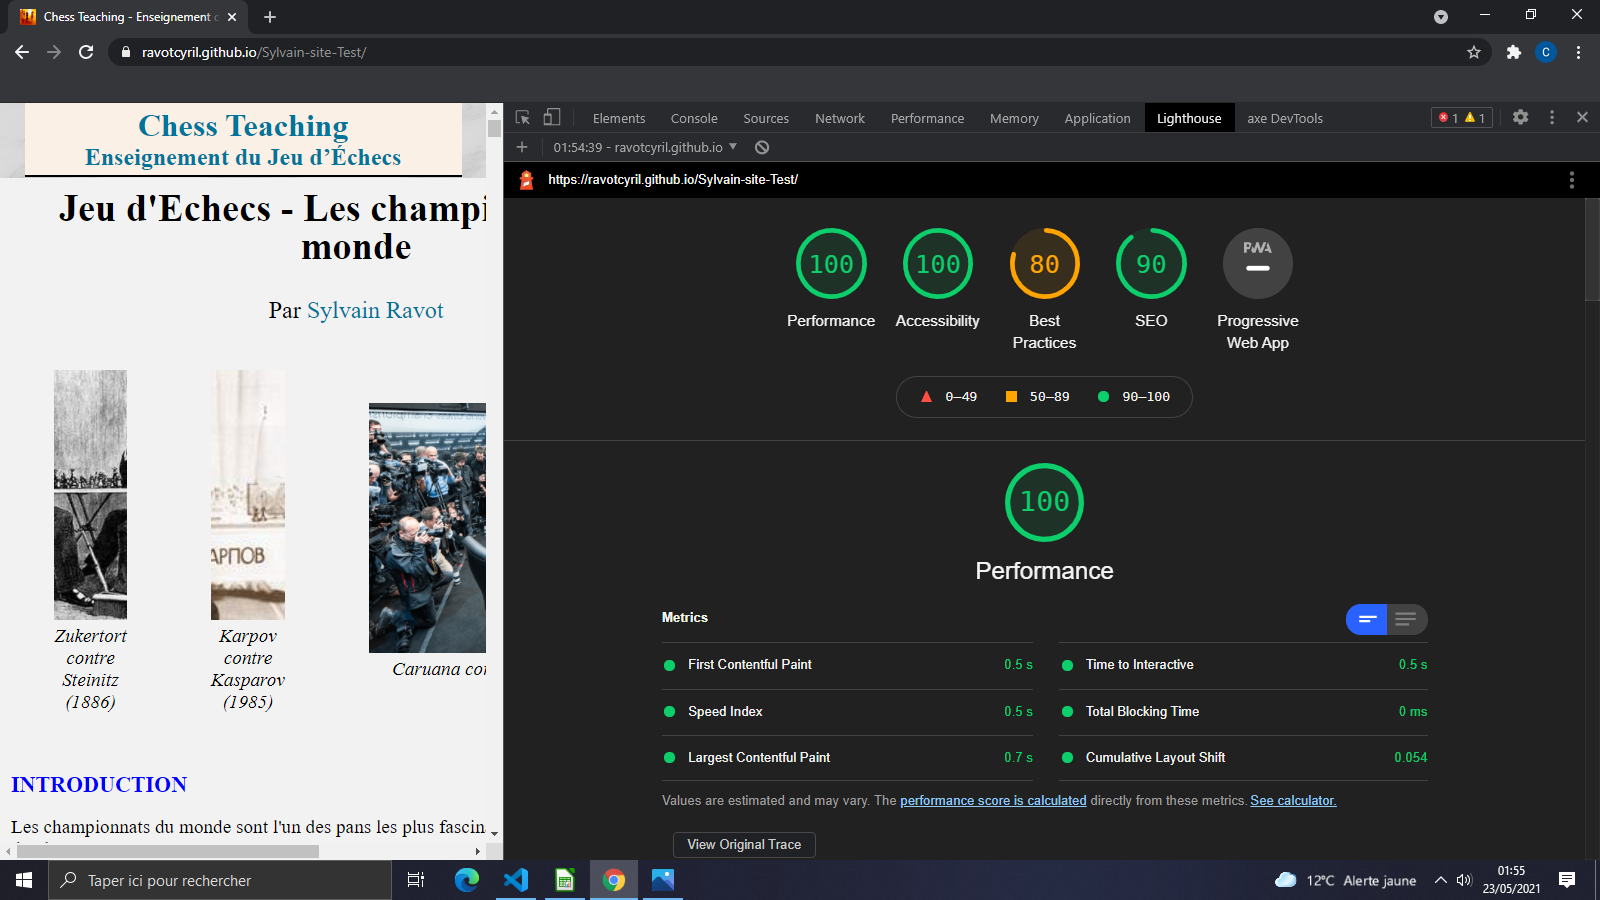 Chess Teaching - Enseignement d
ravotcyril.github.io/Sylvain-site-Test/
C
Chess Teaching
Enseignement du Jeu d’Échecs
Jeu d'Echecs - Les champi
monde
Par Sylvain Ravot
АРПОВ
Zukertort
contre
Steinitz
(1886)
Karpov
contre
Kasparov
(1985)
Caruana co
INTRODUCTION
Les championnats du monde sont l'un des pans les plus fascin
Elements Console Sources Network Performance Memory Application Lighthouse axe DevTools
1 1
01:54:39 - ravotcyril.github.io
https://ravotcyril.github.io/Sylvain-site-Test/
100 100 80 90 PWA
Performance Accessibility Best Practices SEO Progressive Web App
0–49 50–89 90–100
100
Performance
Metrics
First Contentful Paint 0.5 s
Time to Interactive 0.5 s
Speed Index 0.5 s
Total Blocking Time 0 ms
Largest Contentful Paint 0.7 s
Cumulative Layout Shift 0.054
Values are estimated and may vary. The performance score is calculated directly from these metrics. See calculator.
View Original Trace
Taper ici pour rechercher
12°C Alerte jaune
01:55
23/05/2021